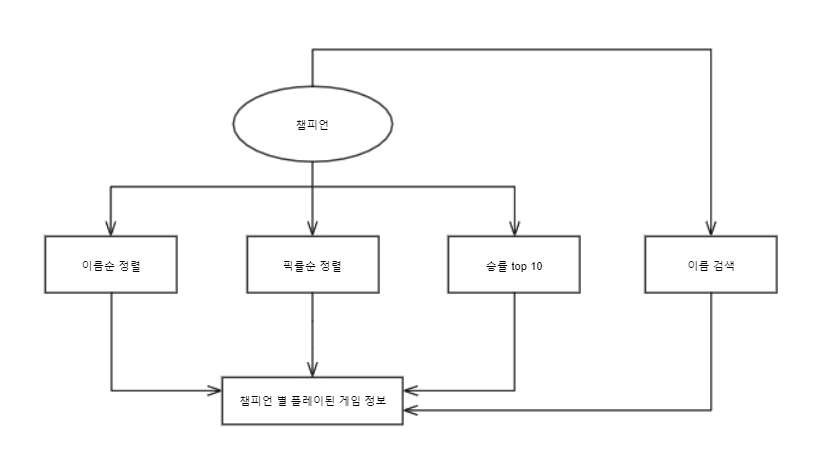 챔피언
이름순 정렬
픽률순 정렬
승률 top 10
이름 검색
챔피언 별 플레이된 게임 정보